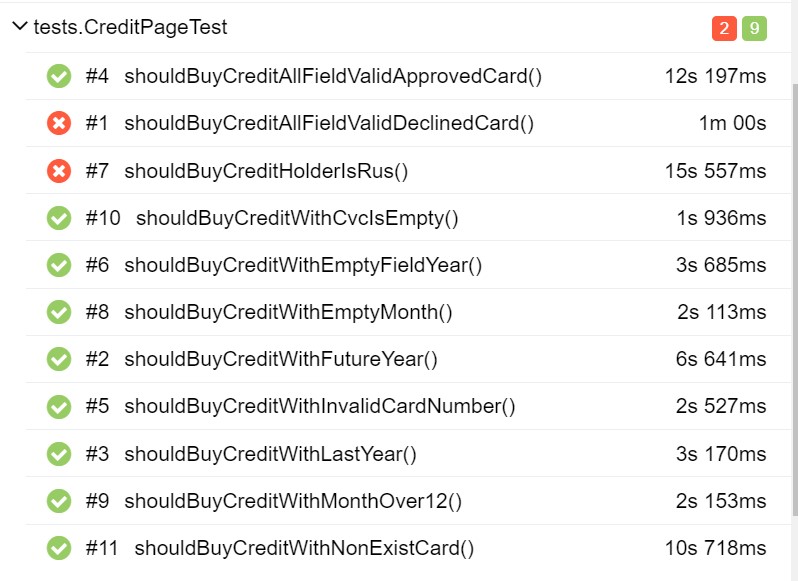 tests.CreditPageTest 2 9
#4 shouldBuyCreditAllFieldValidApprovedCard() 12s 197ms
#1 shouldBuyCreditAllFieldValidDeclinedCard() 1m 00s
#7 shouldBuyCreditHolderIsRus() 15s 557ms
#10 shouldBuyCreditWithCvcIsEmpty() 1s 936ms
#6 shouldBuyCreditWithEmptyFieldYear() 3s 685ms
#8 shouldBuyCreditWithEmptyMonth() 2s 113ms
#2 shouldBuyCreditWithFutureYear() 6s 641ms
#5 shouldBuyCreditWithInvalidCardNumber() 2s 527ms
#3 shouldBuyCreditWithLastYear() 3s 170ms
#9 shouldBuyCreditWithMonthOver12() 2s 153ms
#11 shouldBuyCreditWithNonExistCard() 10s 718ms